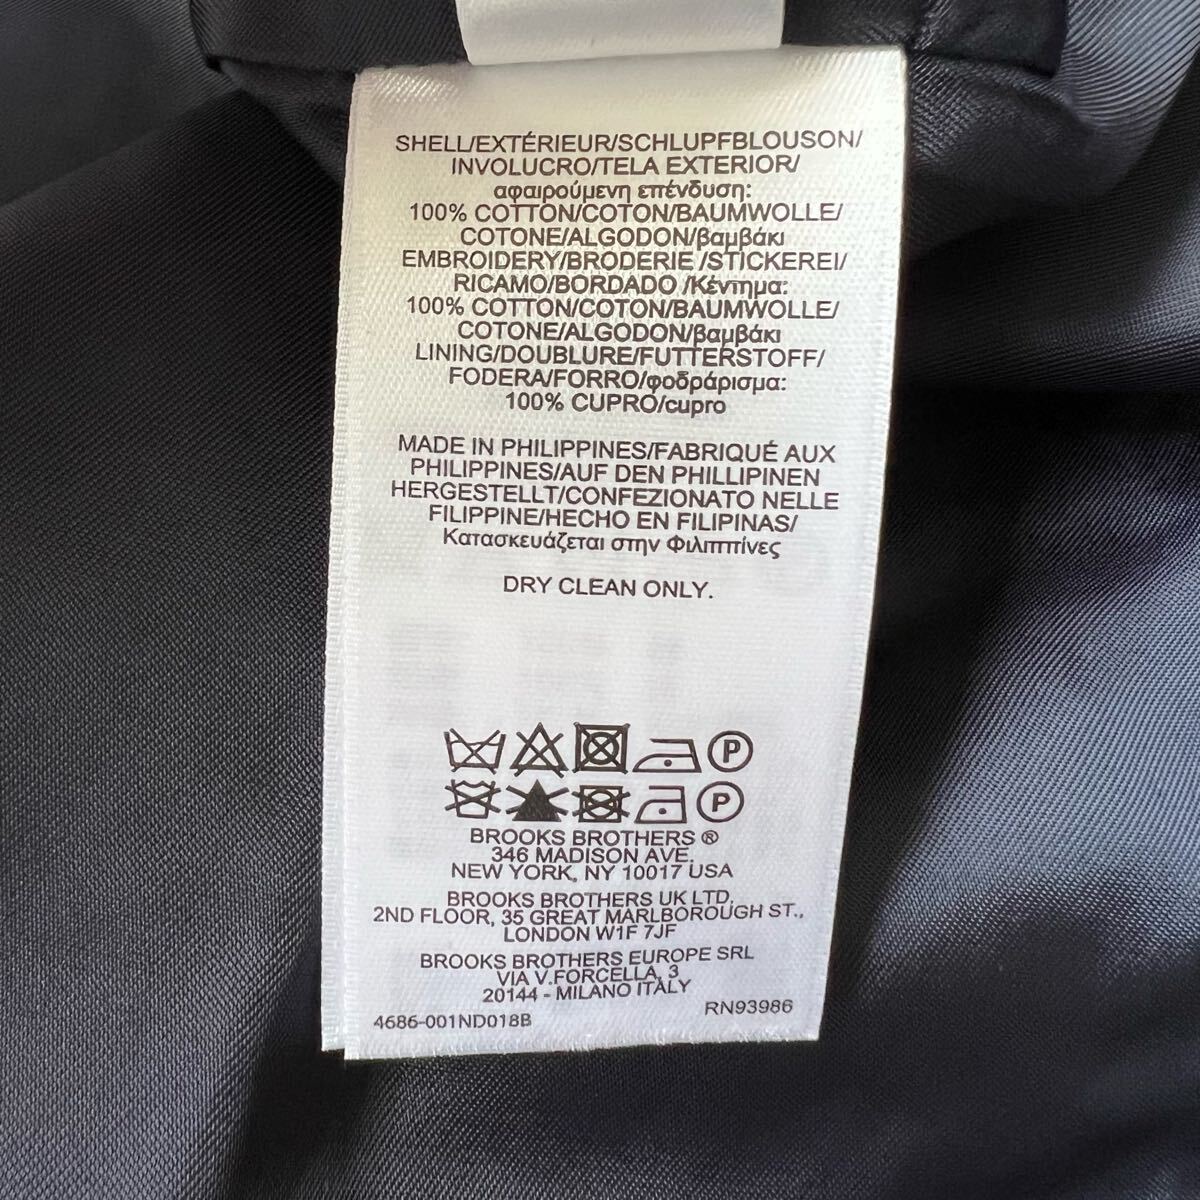 SHELL/EXTÉRIEUR/SCHLUPFBLOUSON/
INVOLUCRO/TELA EXTERIOR/
αφαιρούμενη επένδυση:
100% COTTON/COTON/BAUMWOLLE/
COTONE/ALGODON/βαμβάκι
EMBROIDERY/BRODERIE /STICKEREI/
RICAMO/BORDADO /Κέντημα:
100% COTTON/COTON/BAUMWOLLE/
COTONE/ALGODON/βαμβάκι
LINING/DOUBLURE/FUTTERSTOFF/
FODERA/FORRO/φοδράρισμα:
100% CUPRO/cupro
MADE IN PHILIPPINES/FABRIQUÉ AUX
PHILIPPINES/AUF DEN PHILLIPINEN
HERGESTELLT/CONFEZIONATO NELLE
FILIPPINE/HECHO EN FILIPINAS/
Κατασκευάζεται στην Φιλιππίνες
DRY CLEAN ONLY.
P
P
BROOKS BROTHERS ®
346 MADISON AVE.
NEW YORK, NY 10017 USA
BROOKS BROTHERS UK LTD,
2ND FLOOR, 35 GREAT MARLBOROUGH ST.,
LONDON W1F 7JF
BROOKS BROTHERS EUROPE SRL
VIA V.FORCELLA, 3
20144 - MILANO ITALY
4686-001ND018B RN93986